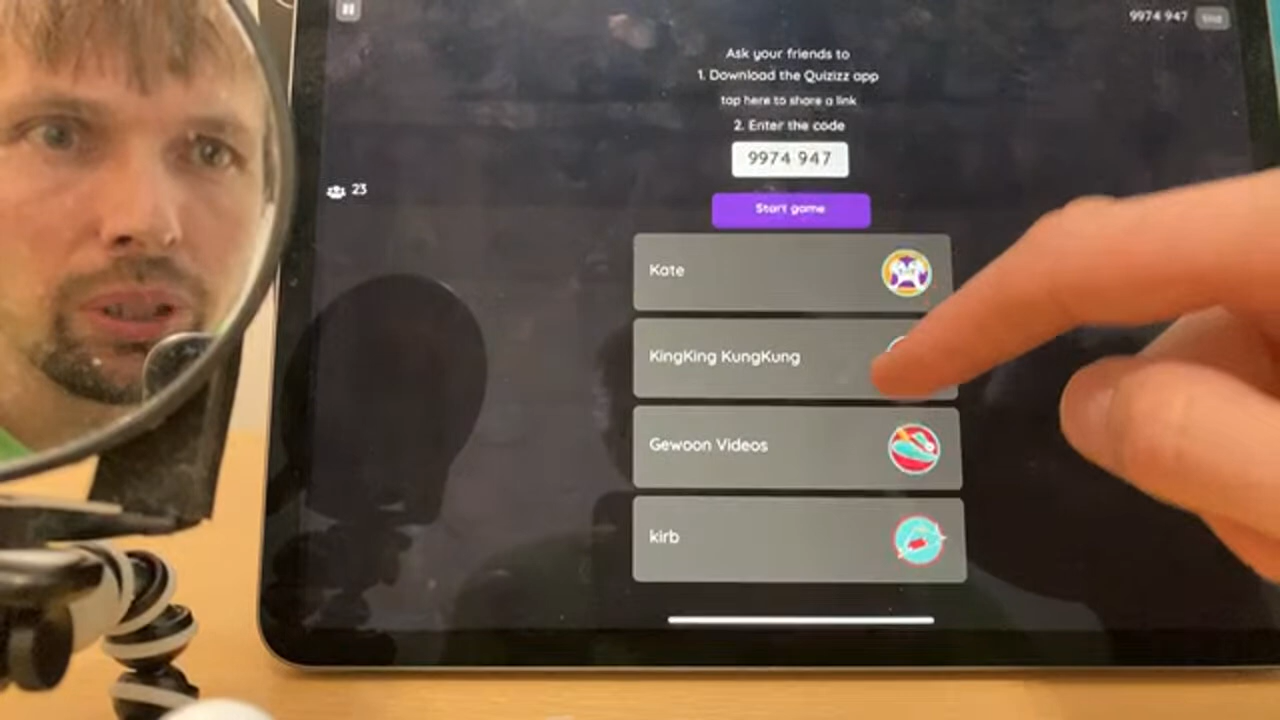 9974 947
End
Ask your friends to
1. Download the Quizizz app
tap here to share a link
2. Enter the code
9974 947
23
Start game
Kate
KingKing KungKung
Gewoon Videos
kirb